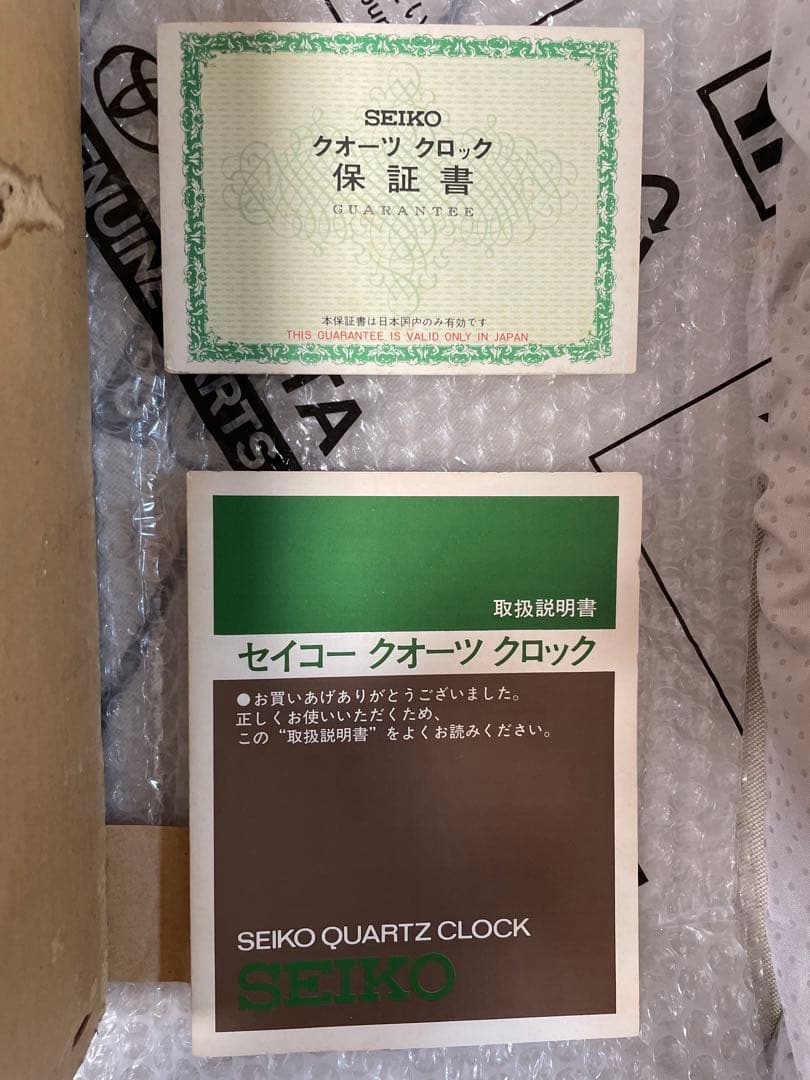 SEIKO
クオーツ クロック
保証書
GUARANTEE
本保証書は日本国内のみ有効です
THIS GUARANTEE IS VALID ONLY IN JAPAN
取扱説明書
セイコー クオーツ クロック
●お買いあげありがとうございました。
正しくお使いいただくため、
この“取扱説明書”をよくお読みください。
SEIKO QUARTZ CLOCK
SEIKO